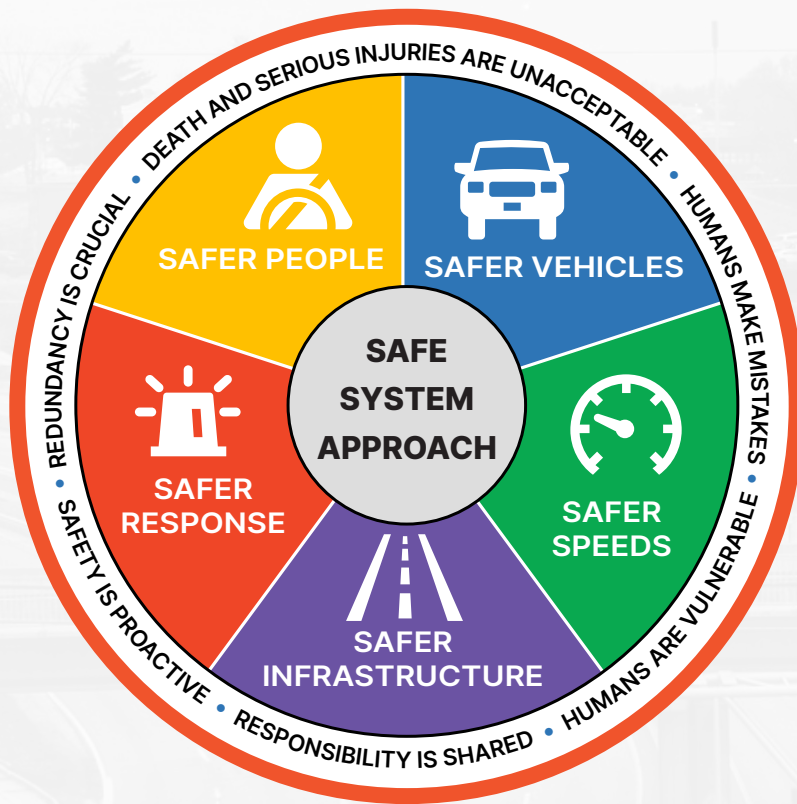 DEATH AND SERIOUS INJURIES ARE UNACCEPTABLE
HUMANS MAKE MISTAKES
HUMANS ARE VULNERABLE
RESPONSIBILITY IS SHARED
SAFETY IS PROACTIVE
REDUNDANCY IS CRUCIAL
SAFER PEOPLE
SAFER VEHICLES
SAFE
SYSTEM
APPROACH
SAFER
RESPONSE
SAFER
SPEEDS
SAFER
INFRASTRUCTURE